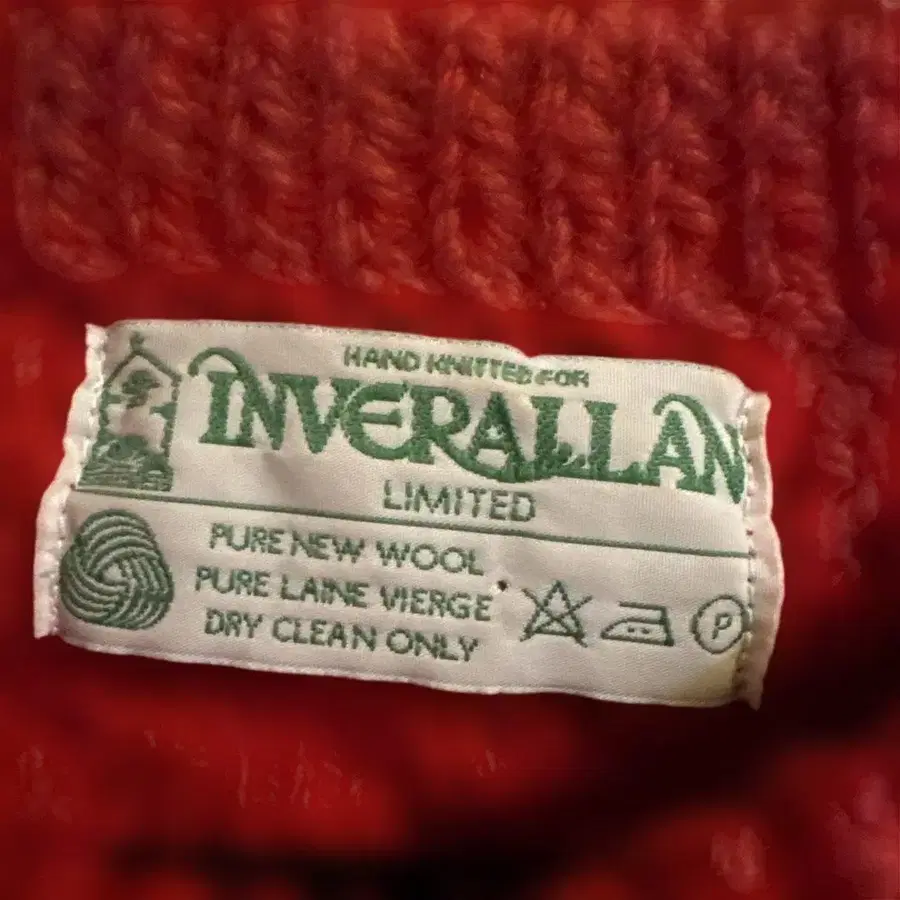 HAND KNITTED FOR
INVERALLAN
LIMITED
PURE NEW WOOL
PURE LAINE VIERGE
DRY CLEAN ONLY
P